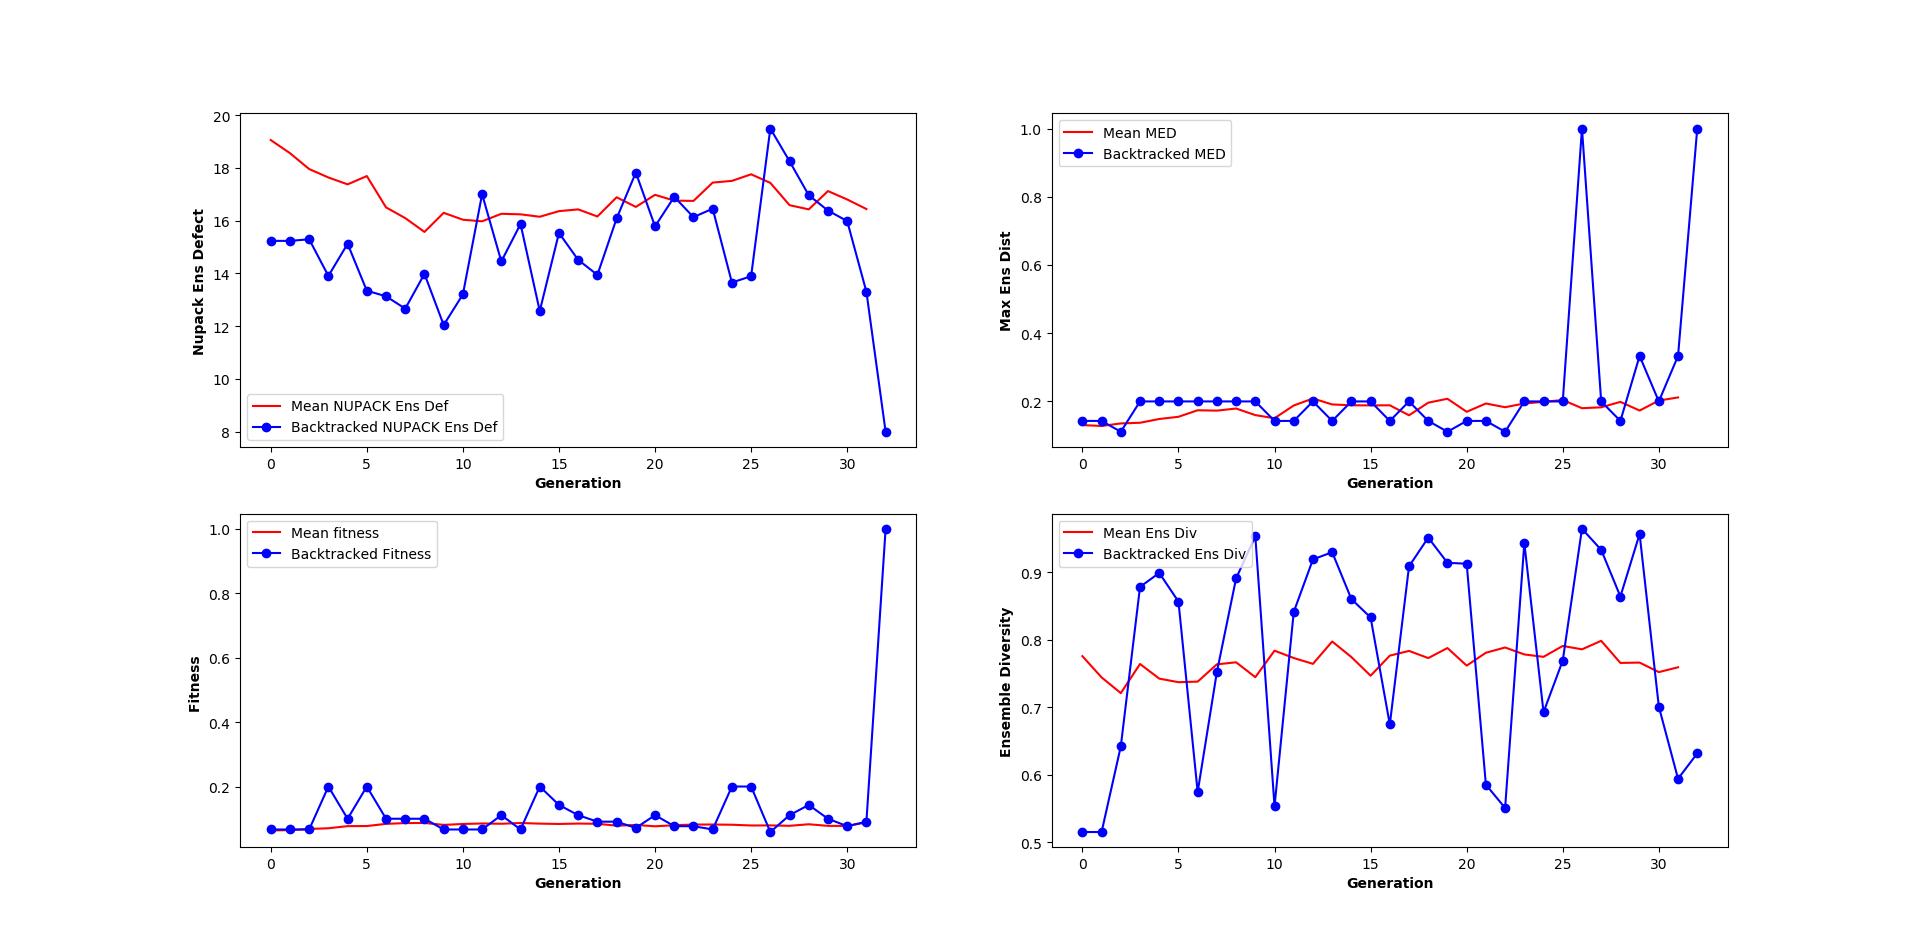 20
18
16
14
12
10
8
Nupack Ens Defect
Mean NUPACK Ens Def
Backtracked NUPACK Ens Def
0 5 10 15 20 25 30
Generation
1.0
0.8
0.6
0.4
0.2
Max Ens Dist
Mean MED
Backtracked MED
0 5 10 15 20 25 30
Generation
1.0
0.8
0.6
0.4
0.2
Fitness
Mean fitness
Backtracked Fitness
0 5 10 15 20 25 30
Generation
0.9
0.8
0.7
0.6
0.5
Ensemble Diversity
Mean Ens Div
Backtracked Ens Div
0 5 10 15 20 25 30
Generation